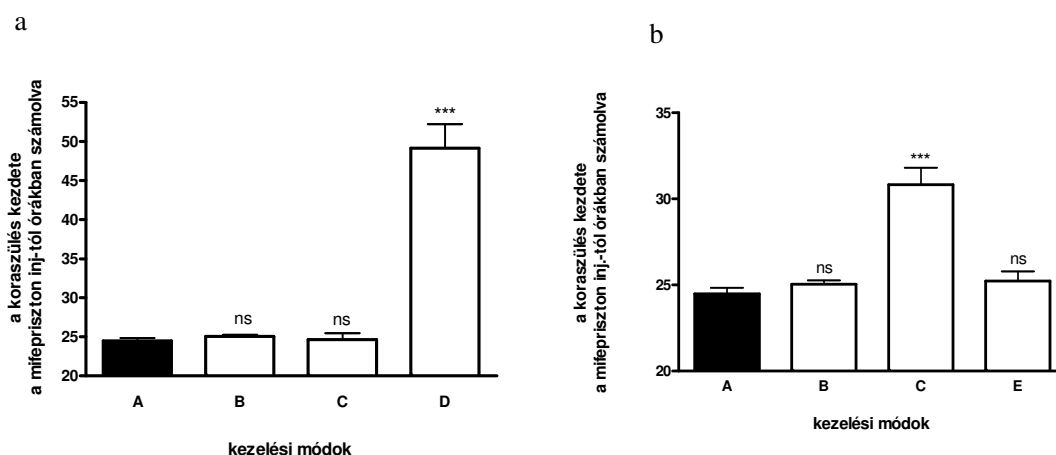 a
a koraszülés kezdete
a mifepriszton inj-tól órákban számolva
55
50
45
40
35
30
25
20
ns
ns
***
A B C D
kezelési módok
b
a koraszülés kezdete
a mifepriszton inj.-tól órákban számolva
35
30
25
20
ns
***
ns
A B C E
kezelési módok